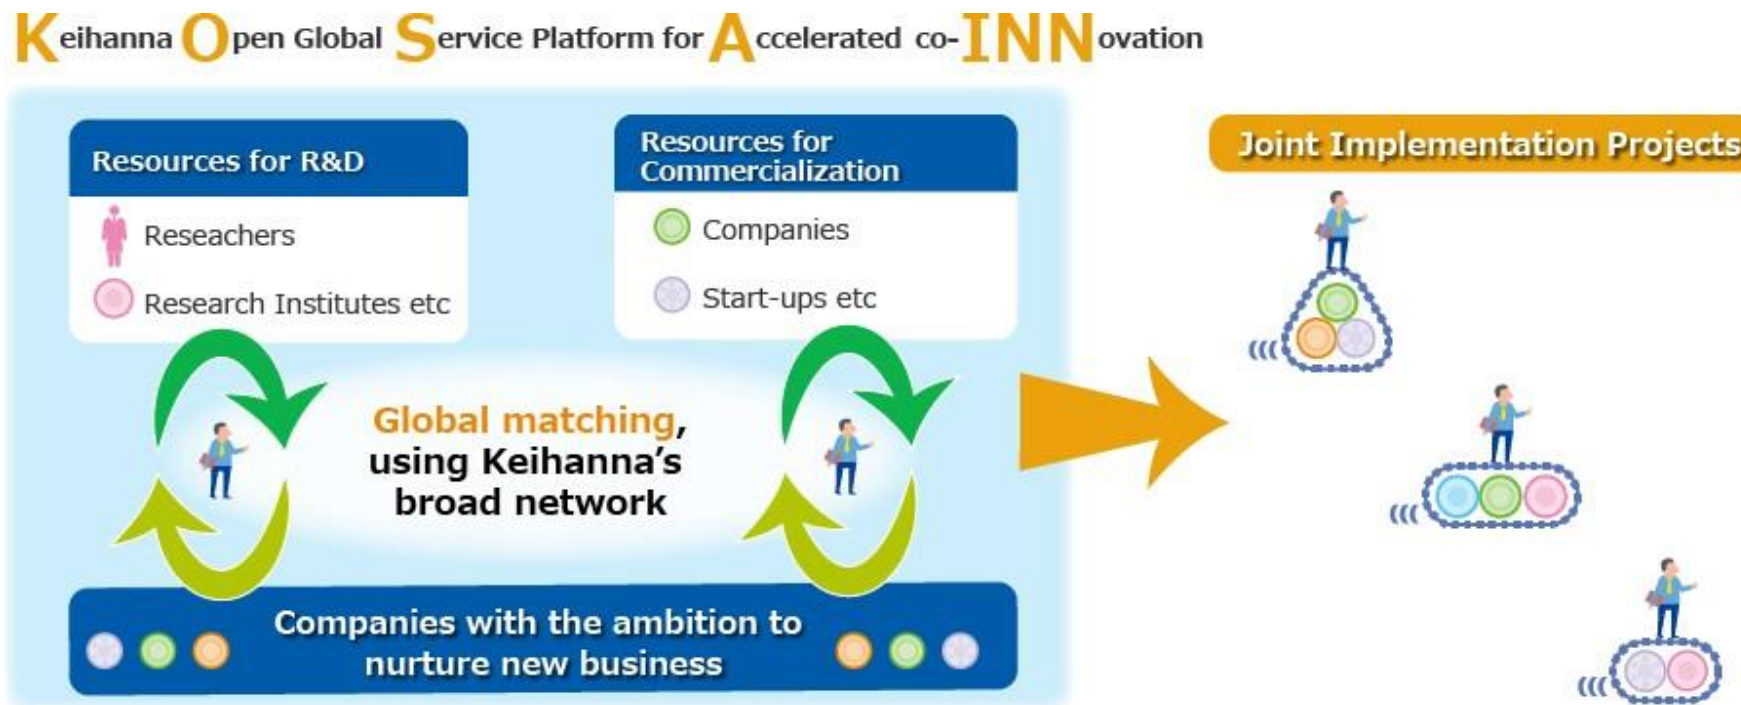 Keihanna Open Global Service Platform for Accelerated co-INNovation
Resources for R&D
Reseachers
Research Institutes etc
Resources for
Commercialization
Companies
Start-ups etc
Global matching,
using Keihanna's
broad network
Companies with the ambition to
nurture new business
Joint Implementation Projects